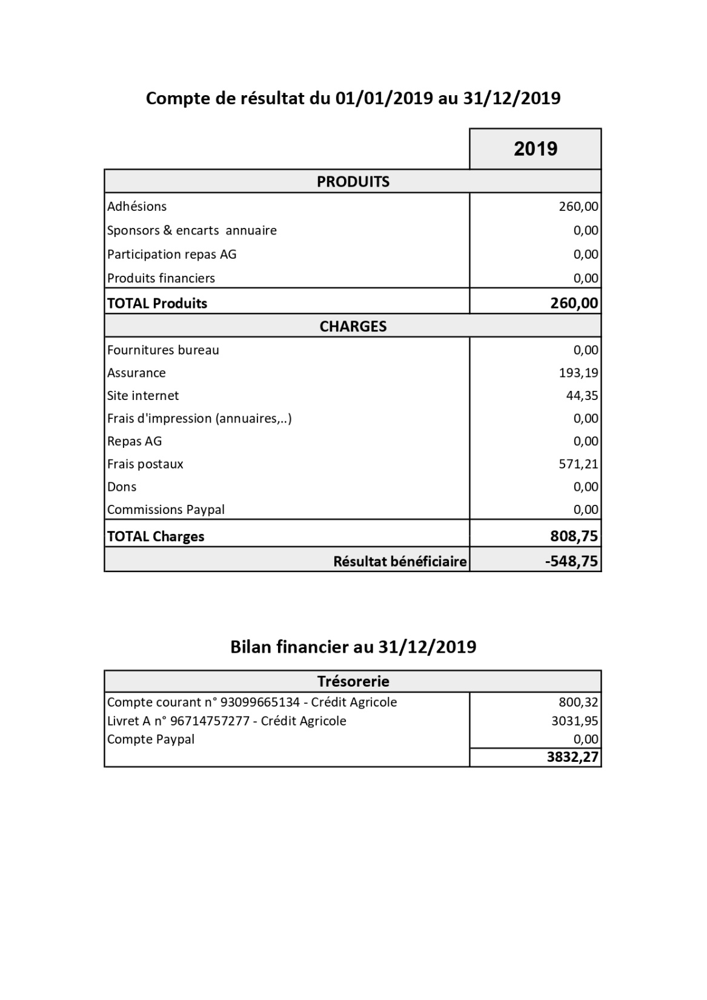 Compte de résultat du 01/01/2019 au 31/12/2019
2019
PRODUITS
Adhésions 260,00
Sponsors & encarts annuaire 0,00
Participation repas AG 0,00
Produits financiers 0,00
TOTAL Produits 260,00
CHARGES
Fournitures bureau 0,00
Assurance 193,19
Site internet 44,35
Frais d'impression (annuaires,..) 0,00
Repas AG 0,00
Frais postaux 571,21
Dons 0,00
Commissions Paypal 0,00
TOTAL Charges 808,75
Résultat bénéficiaire -548,75
Bilan financier au 31/12/2019
Trésorerie
Compte courant n° 93099665134 - Crédit Agricole 800,32
Livret A n° 96714757277 - Crédit Agricole 3031,95
Compte Paypal 0,00
3832,27